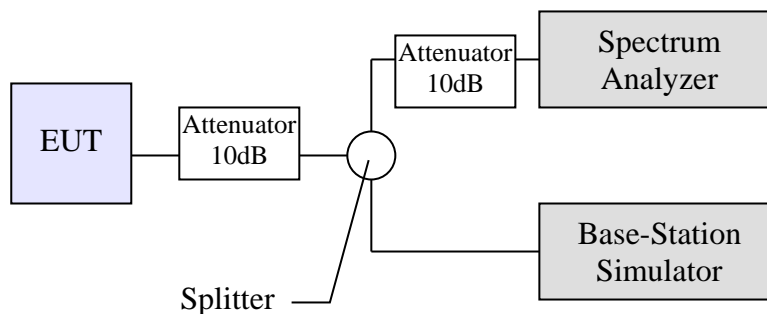 EUT
Attenuator
10dB
Attenuator
10dB
Spectrum
Analyzer
Base-Station
Simulator
Splitter